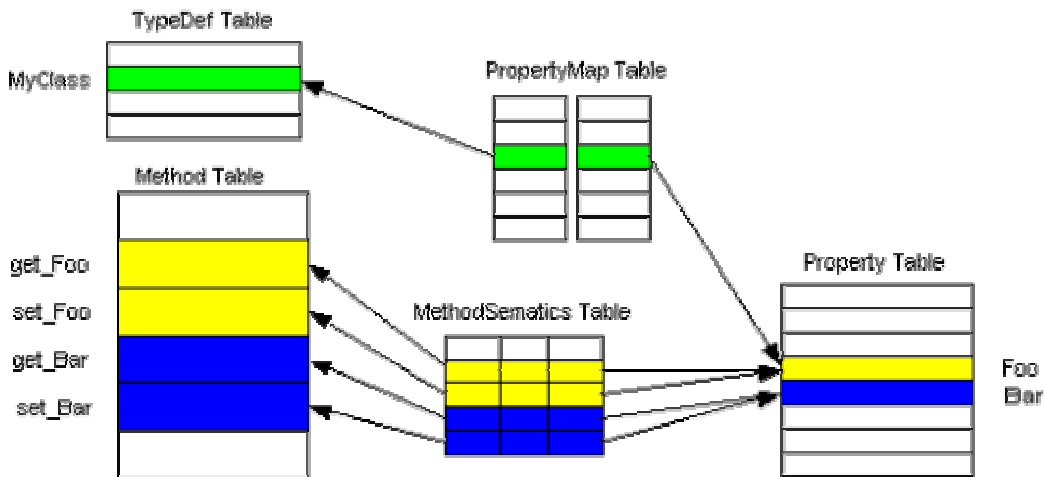 TypeDef Table
MyClass
PropertyMap Table
Method Table
get_Foo
set_Foo
get_Bar
set_Bar
MethodSematics Table
Property Table
Foo
Bar